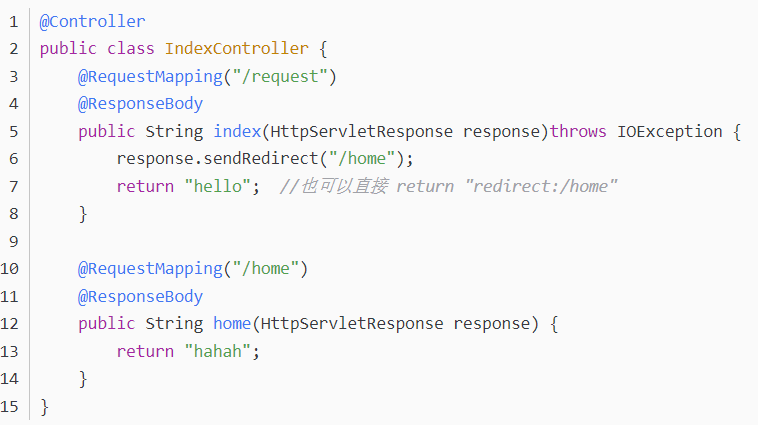 1 @Controller
2 public class IndexController {
3     @RequestMapping("/request")
4     @ResponseBody
5     public String index(HttpServletResponse response)throws IOException {
6         response.sendRedirect("/home");
7         return "hello";  //也可以直接 return "redirect:/home"
8     }
9
10     @RequestMapping("/home")
11     @ResponseBody
12     public String home(HttpServletResponse response) {
13         return "hahah";
14     }
15 }